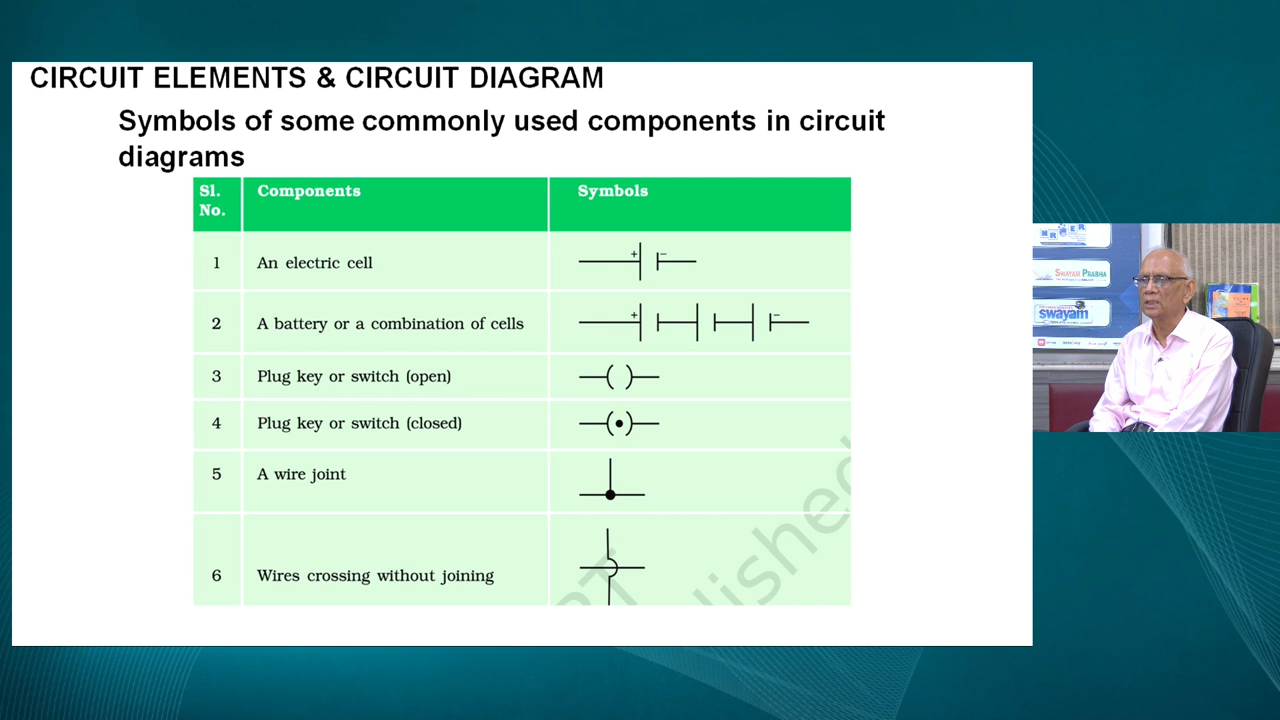 CIRCUIT ELEMENTS & CIRCUIT DIAGRAM
Symbols of some commonly used components in circuit
diagrams
Sl.
No.
Components
Symbols
1
An electric cell
+
−
2
A battery or a combination of cells
+
−
3
Plug key or switch (open)
4
Plug key or switch (closed)
5
A wire joint
6
Wires crossing without joining
SWAYAM PRABHA
swayam